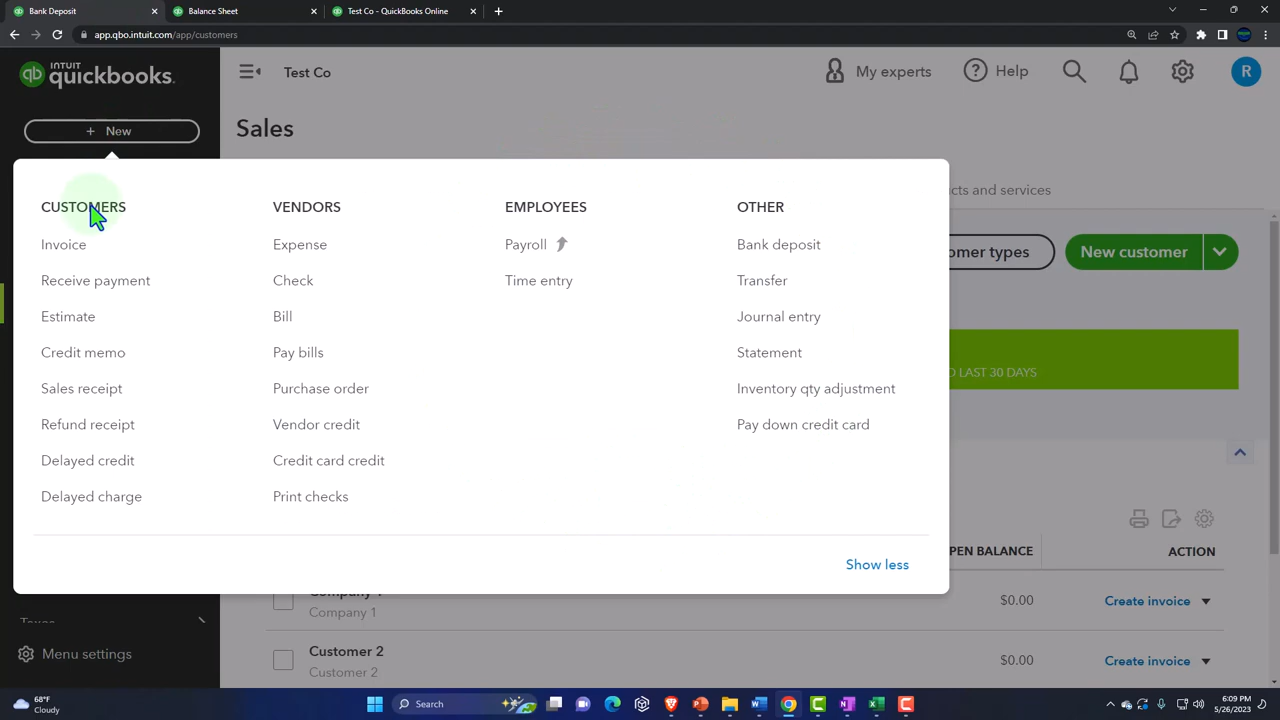 Bank Deposit
Balance Sheet
Test Co - QuickBooks
qbo.intuit.com/app/customers
INTUIT
quickbooks.
Test Co
My experts
Help
R
+ New
Sales
CUSTOMERS
Invoice
Receive payment
Estimate
Credit memo
Sales receipt
Refund receipt
Delayed credit
Delayed charge
VENDORS
Expense
Check
Bill
Pay bills
Purchase order
Vendor credit
Credit card credit
Print checks
EMPLOYEES
Payroll
Time entry
OTHER
Bank deposit
Transfer
Journal entry
Statement
Inventory qty adjustment
Pay down credit card
Show less
and services
types
New customer
LAST 30 DAYS
BALANCE
ACTION
Company 1
$0.00
Create invoice
Customer 2
Customer 2
$0.00
Create invoice
Menu settings
68°F
Cloudy
Search
6:09 PM
5/26/2023